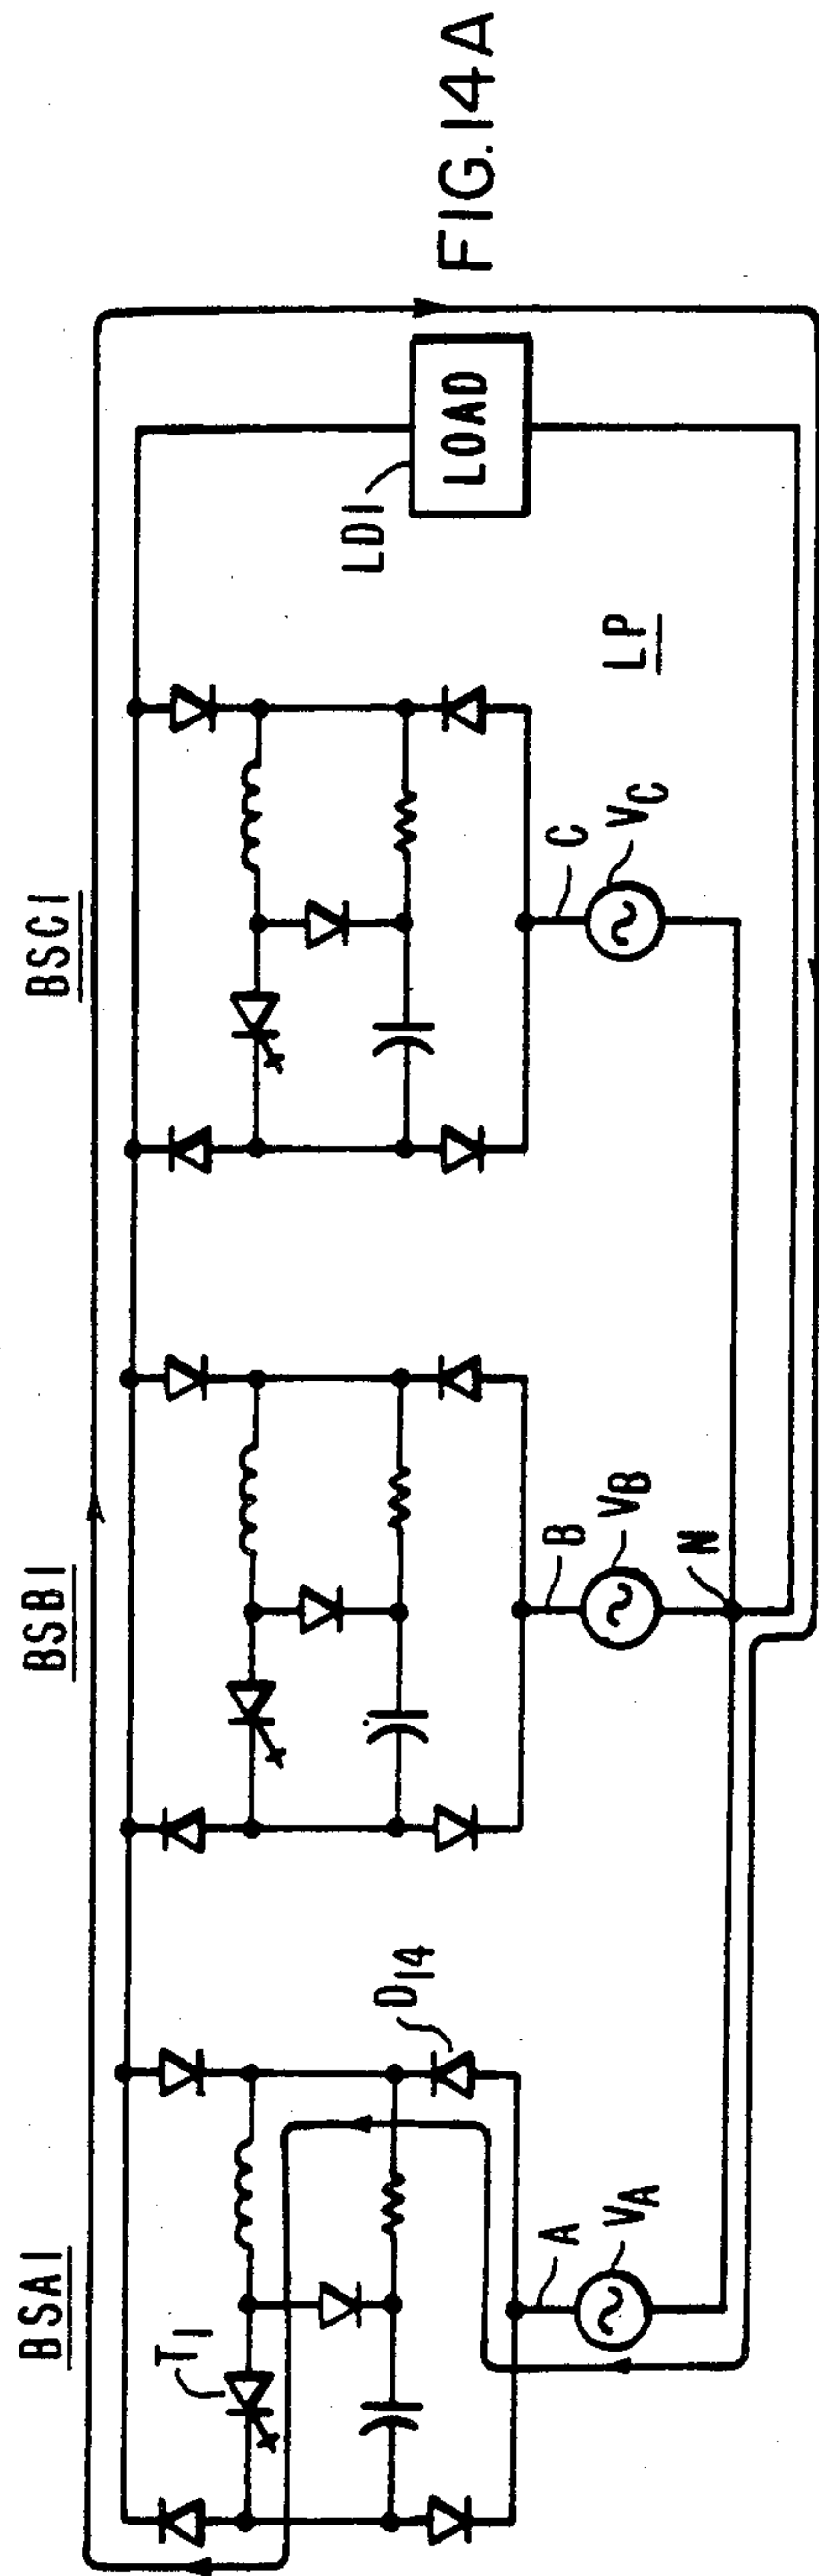 FIG. 14A
BSA1
BSB1
BSC1
T1
D14
A
VA
B
VB
N
C
VC
LP
LD1
LOAD